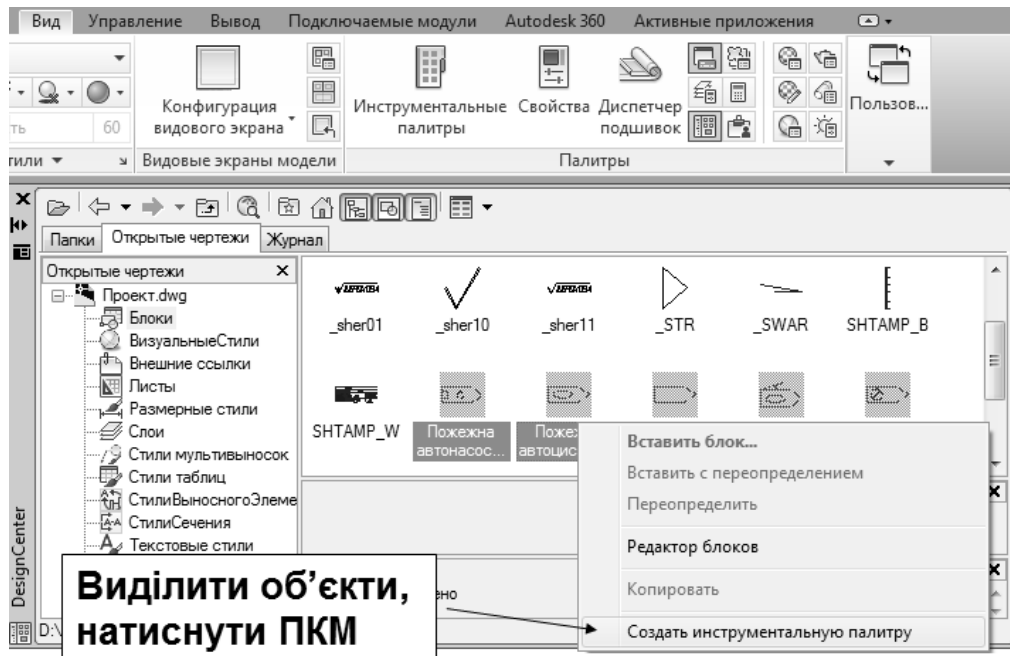 Вид Управление Вывод Подключаемые модули Autodesk 360 Активные приложения
Конфигурация видового экрана
Инструментальные палитры
Свойства
Диспетчер подшивок
Пользов...
60
Видовые экраны модели
Палитры
Папки Открытые чертежи Журнал
Открытые чертежи
Проект.dwg
Блоки
ВизуальныеСтили
Внешние ссылки
Листы
Размерные стили
Слои
Стили мультивыносок
Стили таблиц
СтилиВыносногоЭлеме
СтилиСечения
Текстовые стили
_sher01 _sher10 _sher11 _STR _SWAR SHTAMP_B
SHTAMP_W
Пожежна автонасос...
Вставить блок...
Вставить с переопределением
Переопределить
Редактор блоков
Копировать
Создать инструментальную палитру
DesignCenter
D:\
Виділити об’єкти,
натиснути ПКМ